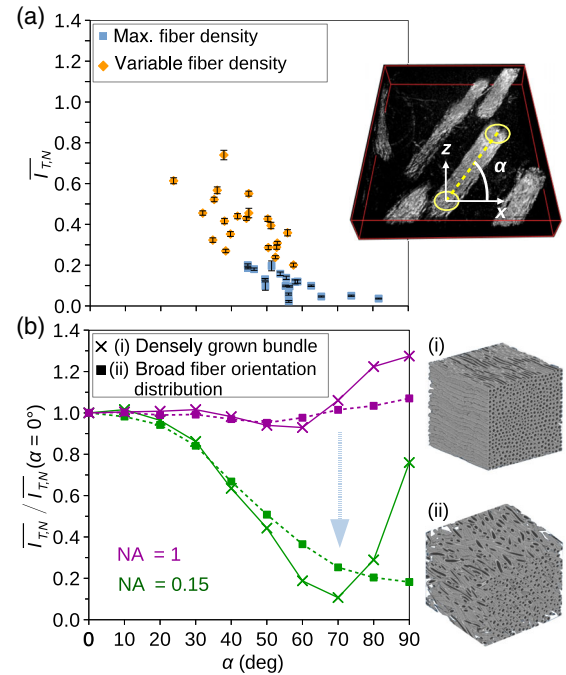 (a)
1.4
1.2
1.0
0.8
0.6
0.4
0.2
0.0
I̅T,N
Max. fiber density
Variable fiber density
z
α
x
(b)
1.4
1.2
1.0
0.8
0.6
0.4
0.2
0.0
I̅T,N / I̅T,N (α = 0°)
(i) Densely grown bundle
(ii) Broad fiber orientation
distribution
NA = 1
NA = 0.15
0 10 20 30 40 50 60 70 80 90
α (deg)
(i)
(ii)